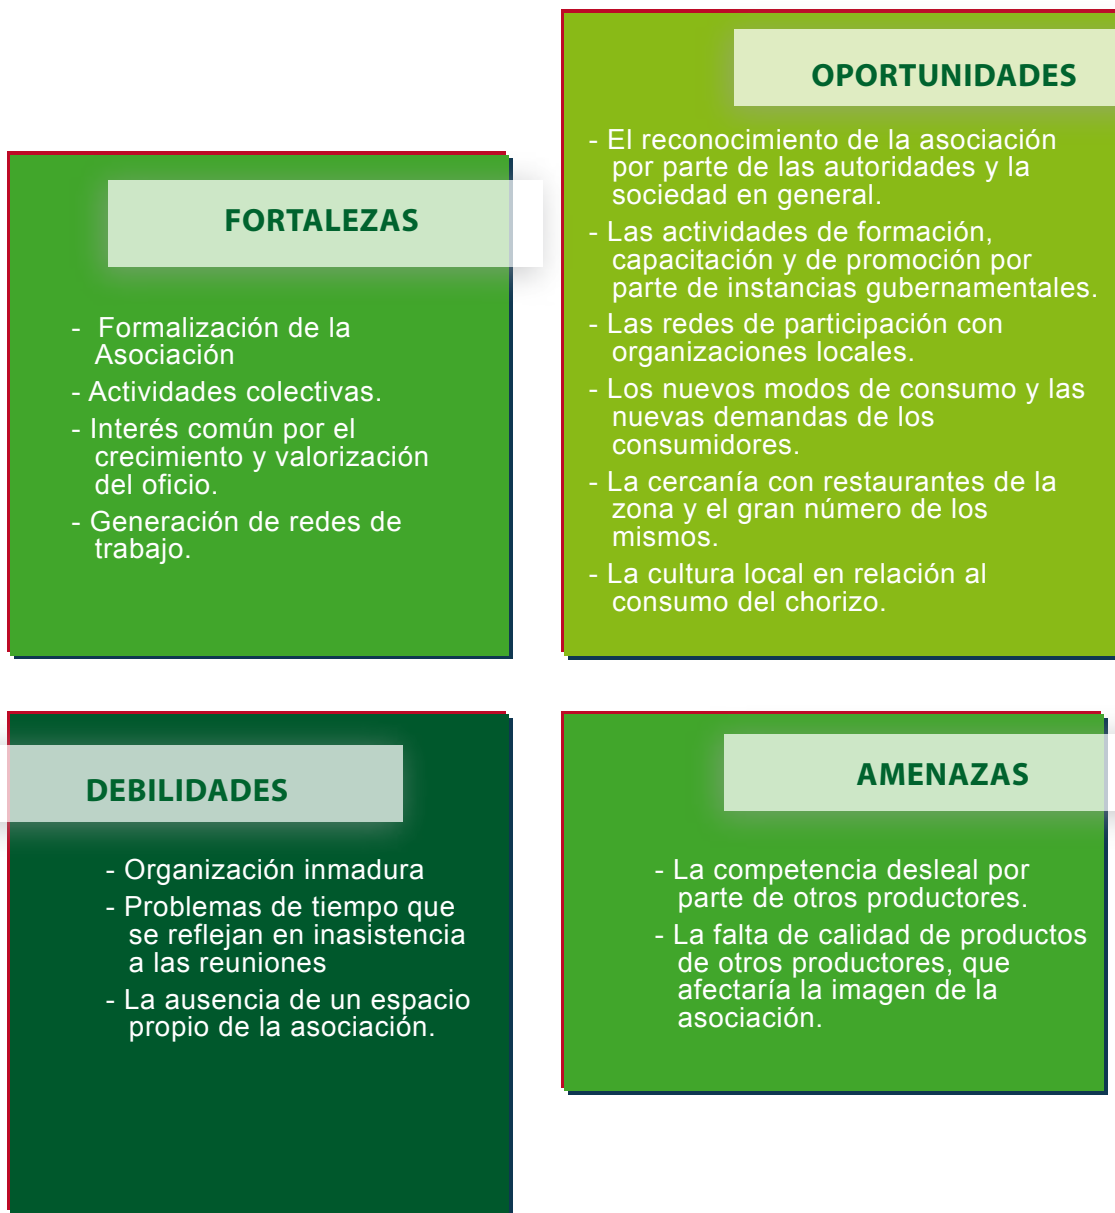 FORTALEZAS
- Formalización de la
Asociación
- Actividades colectivas.
- Interés común por el
crecimiento y valorización
del oficio.
- Generación de redes de
trabajo.
OPORTUNIDADES
- El reconocimiento de la asociación
por parte de las autoridades y la
sociedad en general.
- Las actividades de formación,
capacitación y de promoción por
parte de instancias gubernamentales.
- Las redes de participación con
organizaciones locales.
- Los nuevos modos de consumo y las
nuevas demandas de los
consumidores.
- La cercanía con restaurantes de la
zona y el gran número de los
mismos.
- La cultura local en relación al
consumo del chorizo.
DEBILIDADES
- Organización inmadura
- Problemas de tiempo que
se reflejan en inasistencia
a las reuniones
- La ausencia de un espacio
propio de la asociación.
AMENAZAS
- La competencia desleal por
parte de otros productores.
- La falta de calidad de productos
de otros productores, que
afectaría la imagen de la
asociación.